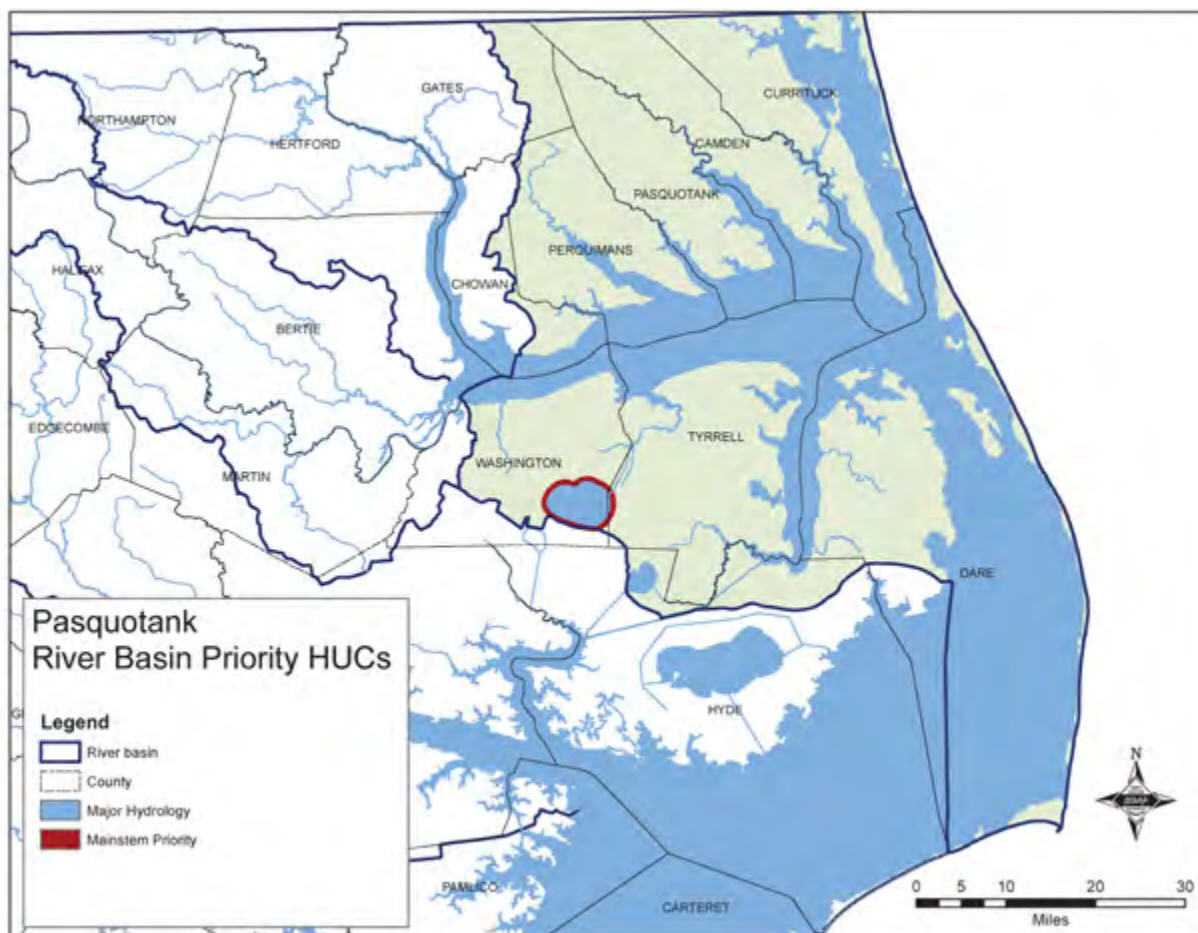 GATES
CURRITUCK
NORTHAMPTON
HERTFORD
CAMDEN
PASQUOTANK
PERQUIMANS
HALIFAX
CHOWAN
BERTIE
EDGECOMBE
TYRRELL
WASHINGTON
MARTIN
DARE
Pasquotank
River Basin Priority HUCs
Legend
River basin
County
Major Hydrology
Mainstem Priority
HYDE
N
PAMLICO
CARTERET
0 5 10 20 30
Miles